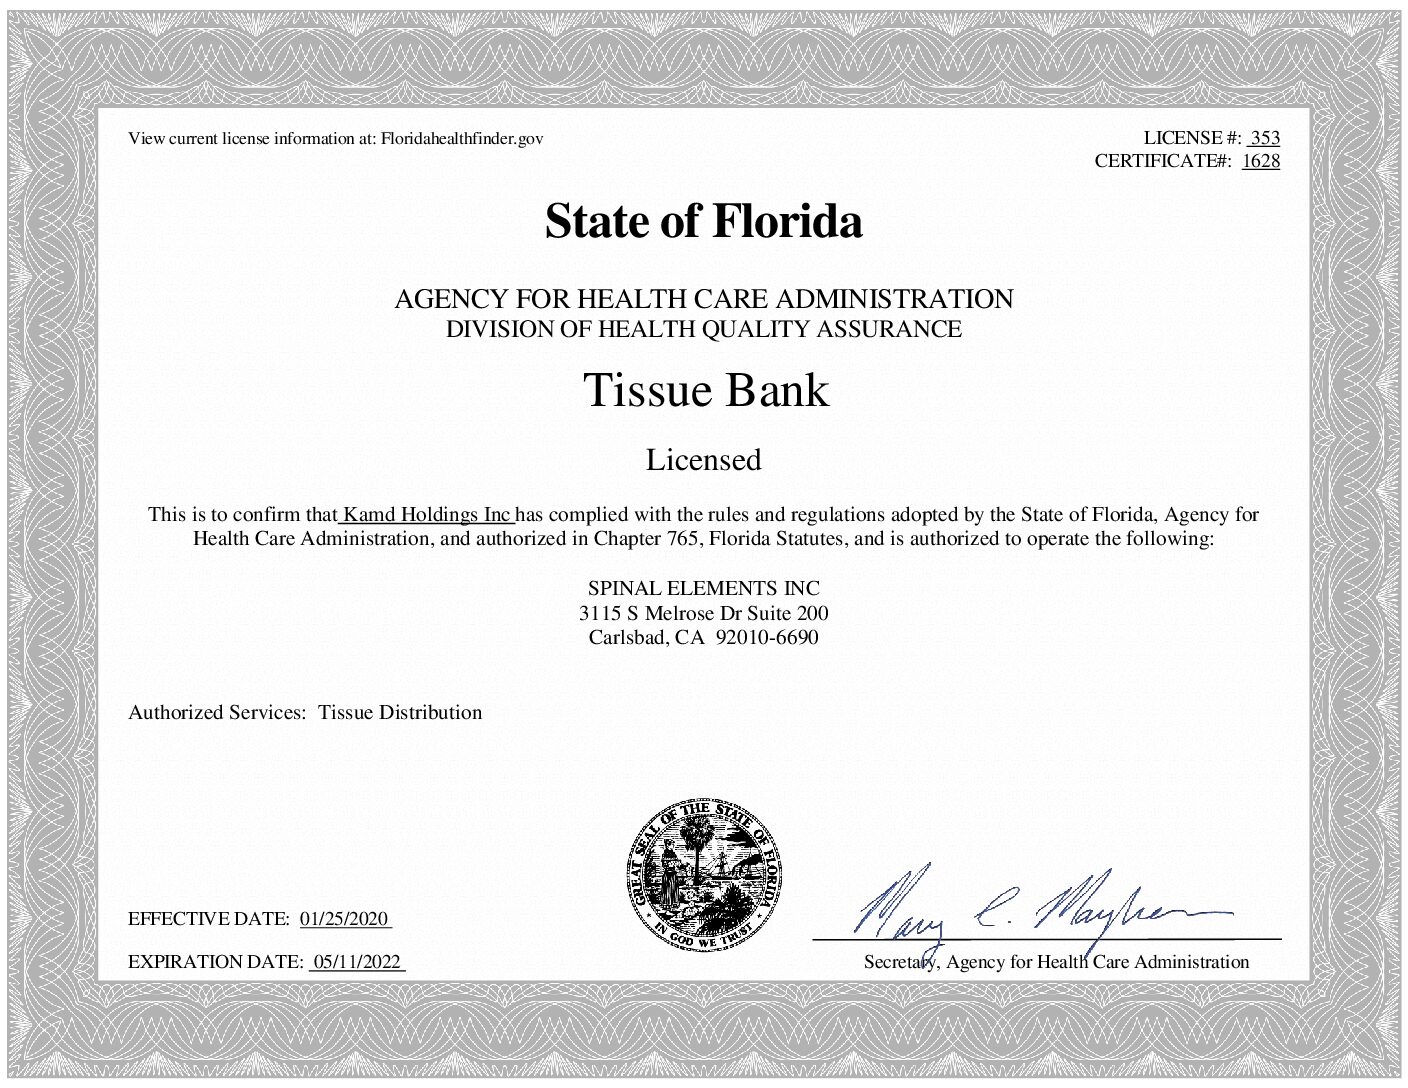 View current license information at: Floridahealthfinder.gov
LICENSE #: 353
CERTIFICATE#: 1628
State of Florida
AGENCY FOR HEALTH CARE ADMINISTRATION
DIVISION OF HEALTH QUALITY ASSURANCE
Tissue Bank
Licensed
This is to confirm that Kamd Holdings Inc has complied with the rules and regulations adopted by the State of Florida, Agency for
Health Care Administration, and authorized in Chapter 765, Florida Statutes, and is authorized to operate the following:
SPINAL ELEMENTS INC
3115 S Melrose Dr Suite 200
Carlsbad, CA 92010-6690
Authorized Services: Tissue Distribution
GREAT SEAL OF THE STATE OF FLORIDA
IN GOD WE TRUST
EFFECTIVE DATE: 01/25/2020
Mary C. Mayhew
EXPIRATION DATE: 05/11/2022
Secretary, Agency for Health Care Administration